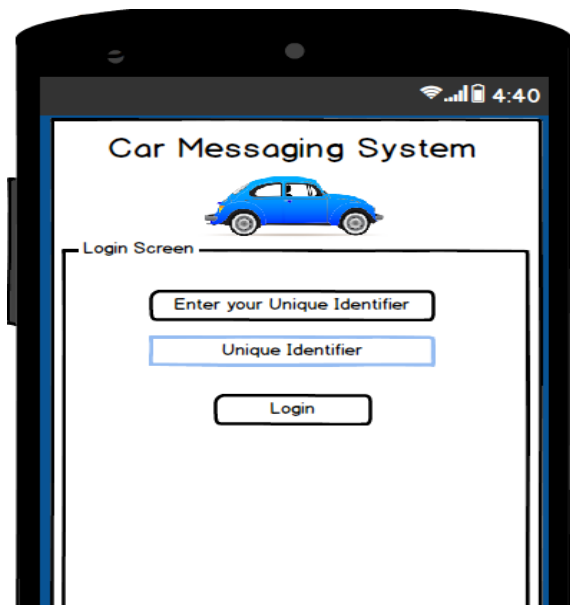 4:40
Car Messaging System
Login Screen
Enter your Unique Identifier
Unique Identifier
Login